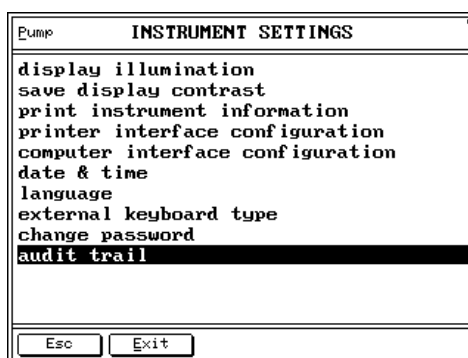 Pump INSTRUMENT SETTINGS
display illumination
save display contrast
print instrument information
printer interface configuration
computer interface configuration
date & time
language
external keyboard type
change password
audit trail
Esc Exit